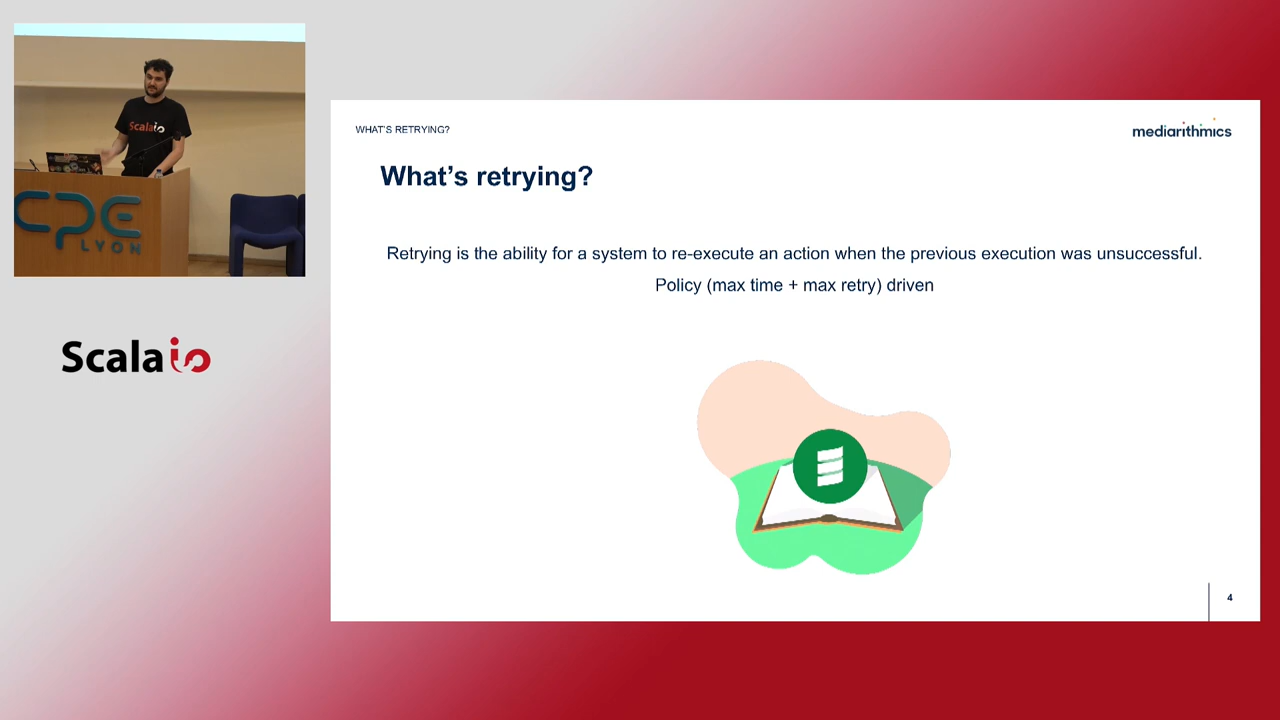 Scalaio
CPE
LYON
Scalaio
WHAT'S RETRYING?
mediarithmics
What's retrying?
Retrying is the ability for a system to re-execute an action when the previous execution was unsuccessful.
Policy (max time + max retry) driven
4